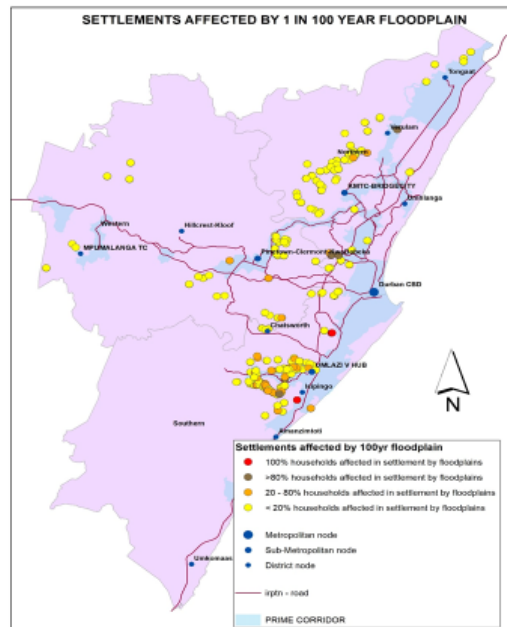 SETTLEMENTS AFFECTED BY 1 IN 100 YEAR FLOODPLAIN
Tongaat
Verulam
Northern
KMTC-BRIDGECITY
Umhlanga
Western
Hillcrest-Kloof
MPUMALANGA TC
Pinetown-Clermont-KwaDabeka
Durban CBD
Chatsworth
UMLAZI V HUB
Isipingo
Southern
Amanzimtoti
N
Settlements affected by 100yr floodplain
100% households affected in settlement by floodplains
>80% households affected in settlement by floodplains
20 - 80% households affected in settlement by floodplains
< 20% households affected in settlement by floodplains
Metropolitan node
Sub-Metropolitan node
District node
Umkomaas
irptn - road
PRIME CORRIDOR